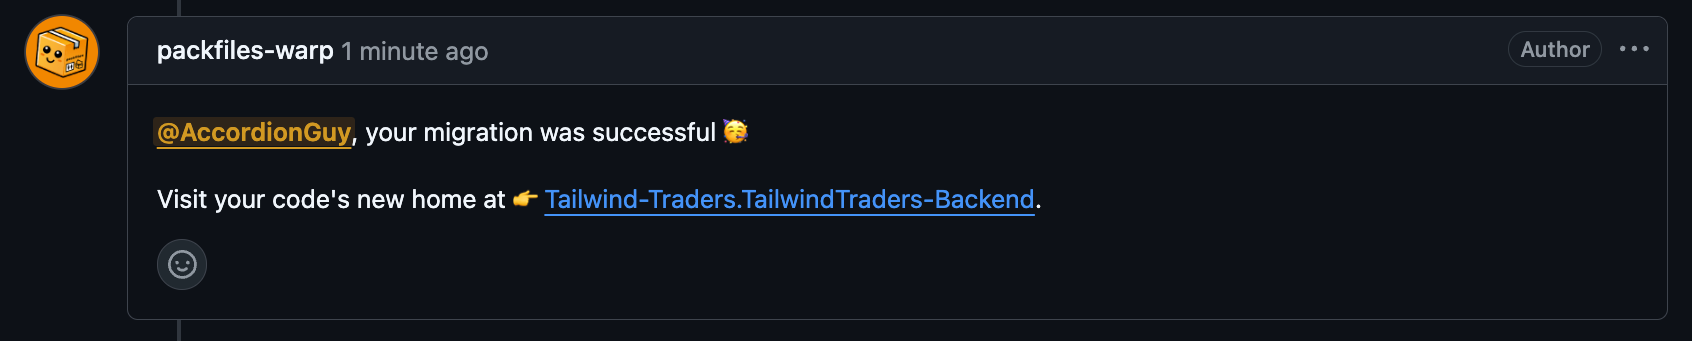 packfiles-warp 1 minute ago
Author
@AccordionGuy, your migration was successful 🥳
Visit your code's new home at 👉 Tailwind-Traders.TailwindTraders-Backend.